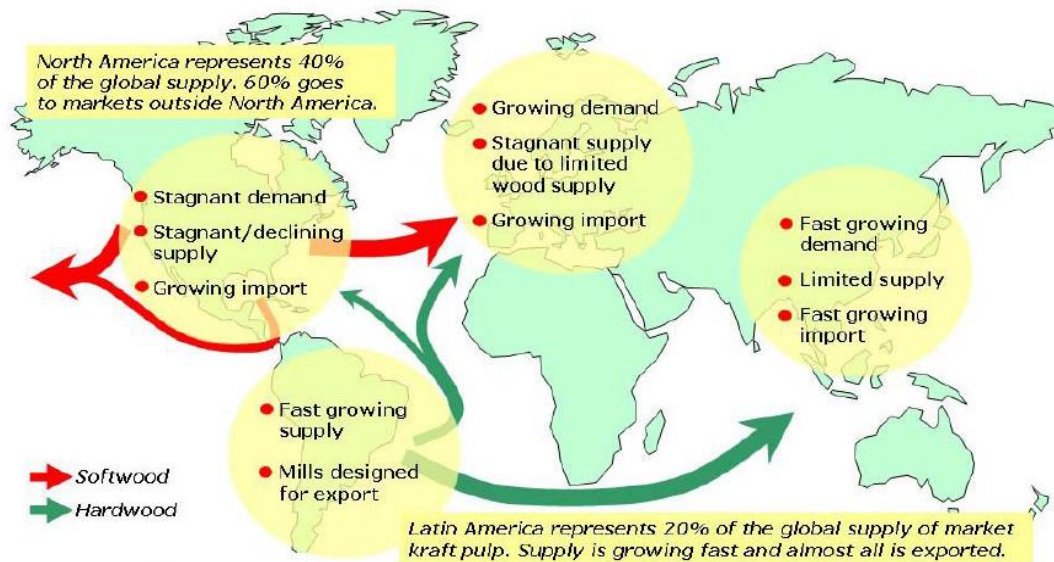 North America represents 40%
of the global supply. 60% goes
to markets outside North America.
Growing demand
Stagnant supply
due to limited
wood supply
Growing import
Stagnant demand
Stagnant/declining
supply
Growing import
Fast growing
demand
Limited supply
Fast growing
import
Fast growing
supply
Mills designed
for export
Softwood
Hardwood
Latin America represents 20% of the global supply of market
kraft pulp. Supply is growing fast and almost all is exported.